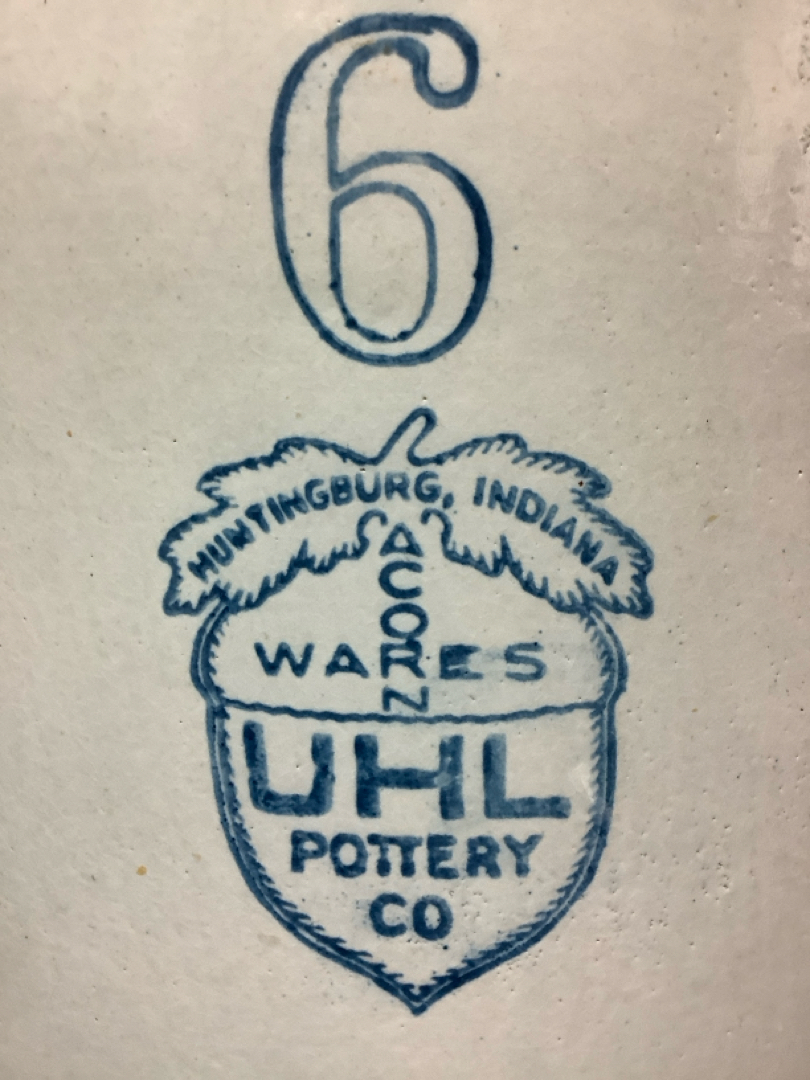 6
HUNTINGBURG, INDIANA
ACORN
WARES
UHL
POTTERY
CO